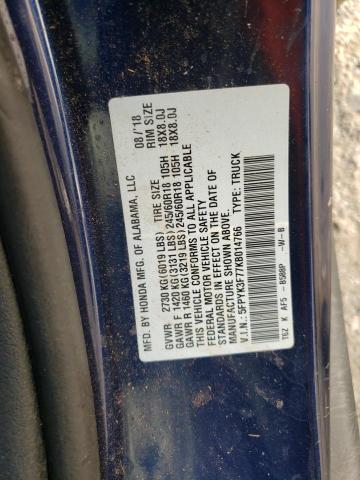 MFD. BY HONDA MFG. OF ALABAMA, LLC 08/'18
TIRE SIZE RIM SIZE
GVWR 2730 KG(6019 LBS)
GAWR F 1420 KG(3131 LBS) 245/60R18 105H 18X8.0J
GAWR R 1460 KG(3219 LBS) 245/60R18 105H 18X8.0J
THIS VEHICLE CONFORMS TO ALL APPLICABLE
FEDERAL MOTOR VEHICLE SAFETY
STANDARDS IN EFFECT ON THE DATE OF
MANUFACTURE SHOWN ABOVE.
V.I.N.: 5FPYK3F77KB014766 TYPE: TRUCK
TGZ K AF5 -B588P -W-B